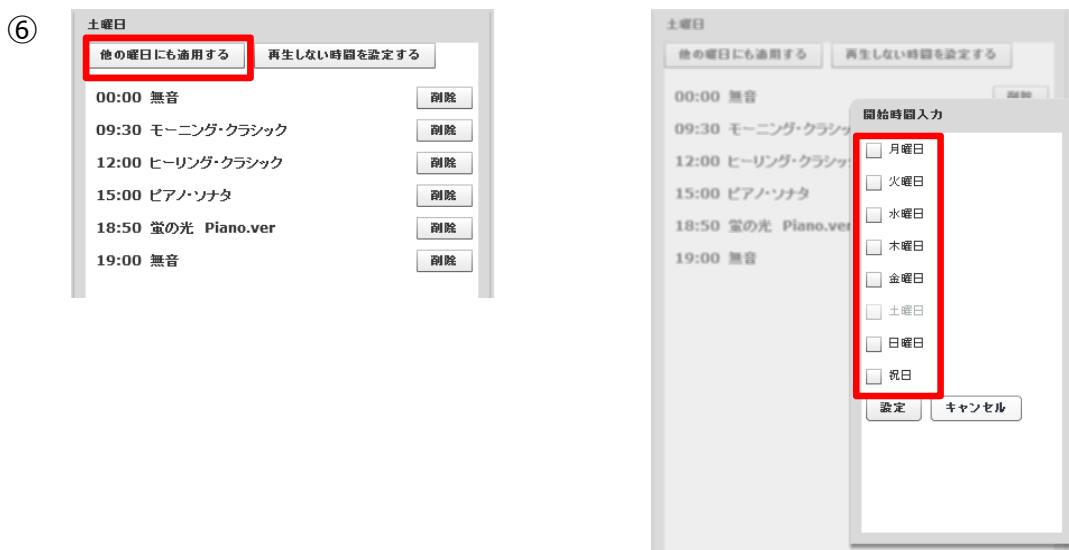 ⑥
土曜日
他の曜日にも適用する 再生しない時間を設定する
00:00 無音 削除
09:30 モーニング・クラシック 削除
12:00 ヒーリング・クラシック 削除
15:00 ピアノ・ソナタ 削除
18:50 蛍の光 Piano.ver 削除
19:00 無音 削除
土曜日
他の曜日にも適用する 再生しない時間を設定する
00:00 無音 削除
09:30 モーニング・クラシッ
12:00 ヒーリング・クラシッ
15:00 ピアノ・ソナタ
18:50 蛍の光 Piano.ver
19:00 無音
開始時間入力
月曜日
火曜日
水曜日
木曜日
金曜日
土曜日
日曜日
祝日
設定 キャンセル